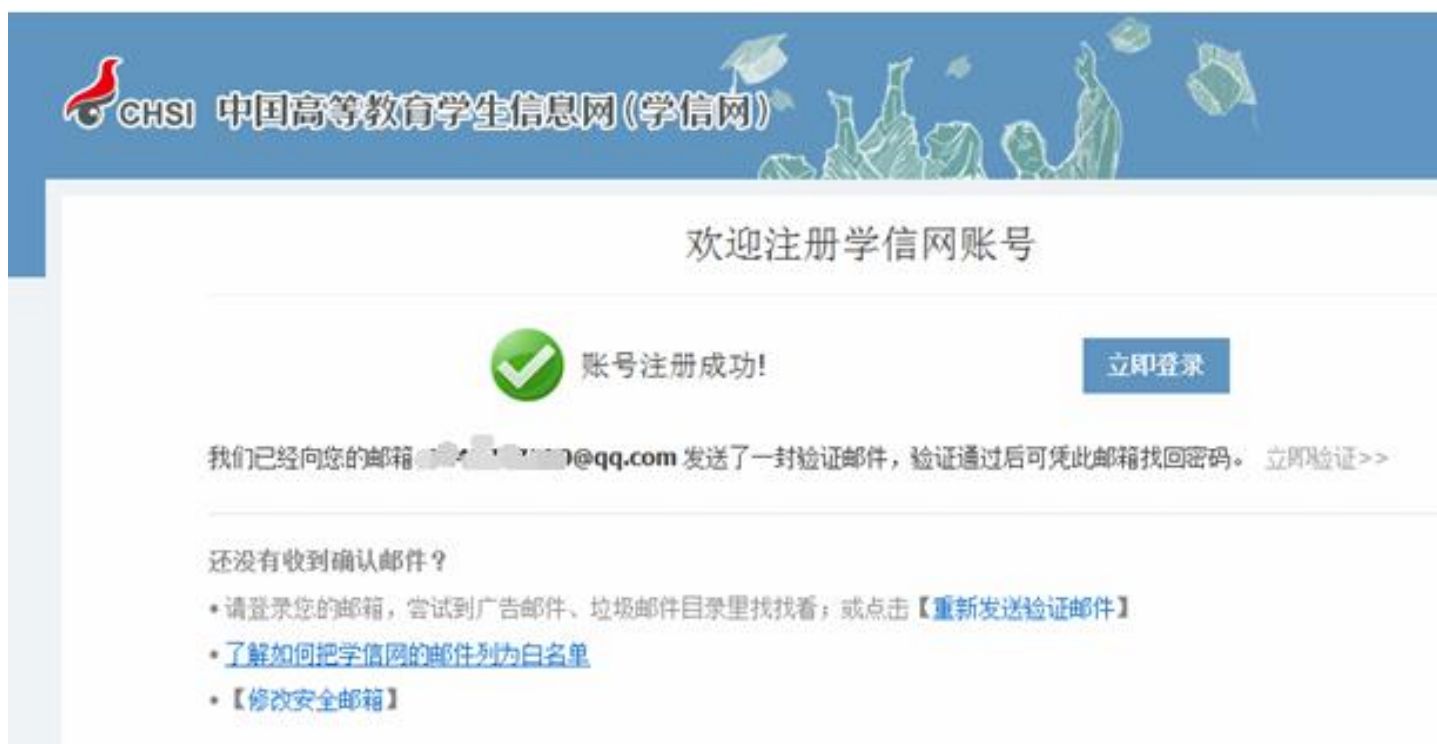 CHSI 中国高等教育学生信息网(学信网)
欢迎注册学信网账号
账号注册成功!
立即登录
我们已经向您的邮箱 @qq.com 发送了一封验证邮件，验证通过后可凭此邮箱找回密码。 立即验证>>
还没有收到确认邮件？
•请登录您的邮箱，尝试到广告邮件、垃圾邮件目录里找找看；或点击【重新发送验证邮件】
•了解如何把学信网的邮件列为白名单
•【修改安全邮箱】